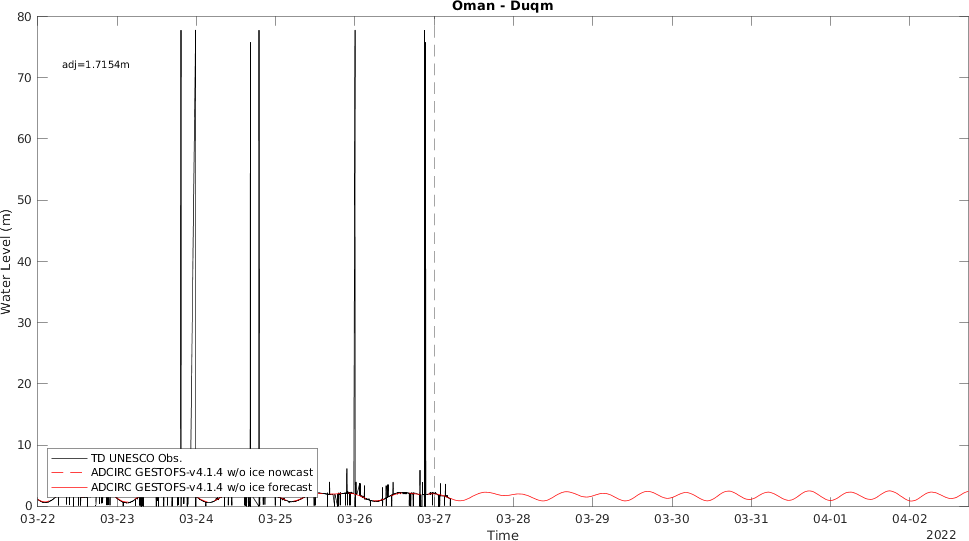 Oman - Duqm
80
adj=1.7154m
70
60
50
40
30
20
10
0
Water Level (m)
TD UNESCO Obs.
ADCIRC GESTOFS-v4.1.4 w/o ice nowcast
ADCIRC GESTOFS-v4.1.4 w/o ice forecast
03-22 03-23 03-24 03-25 03-26 03-27 03-28 03-29 03-30 03-31 04-01 04-02
Time
2022